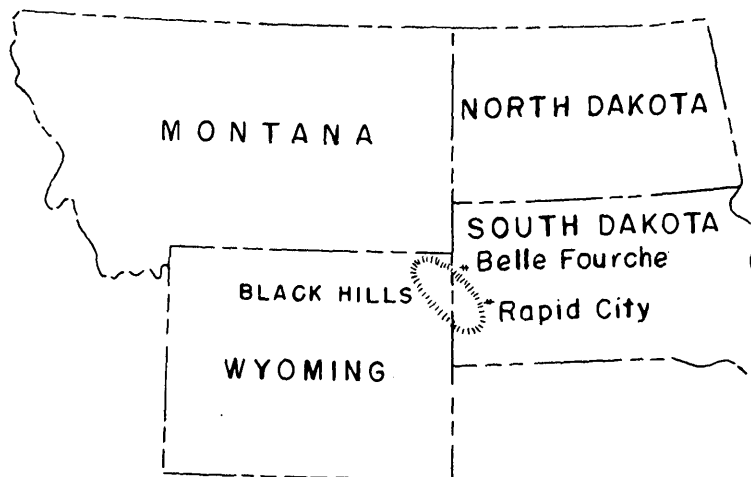 MONTANA
NORTH DAKOTA
SOUTH DAKOTA
Belle Fourche
BLACK HILLS
Rapid City
WYOMING